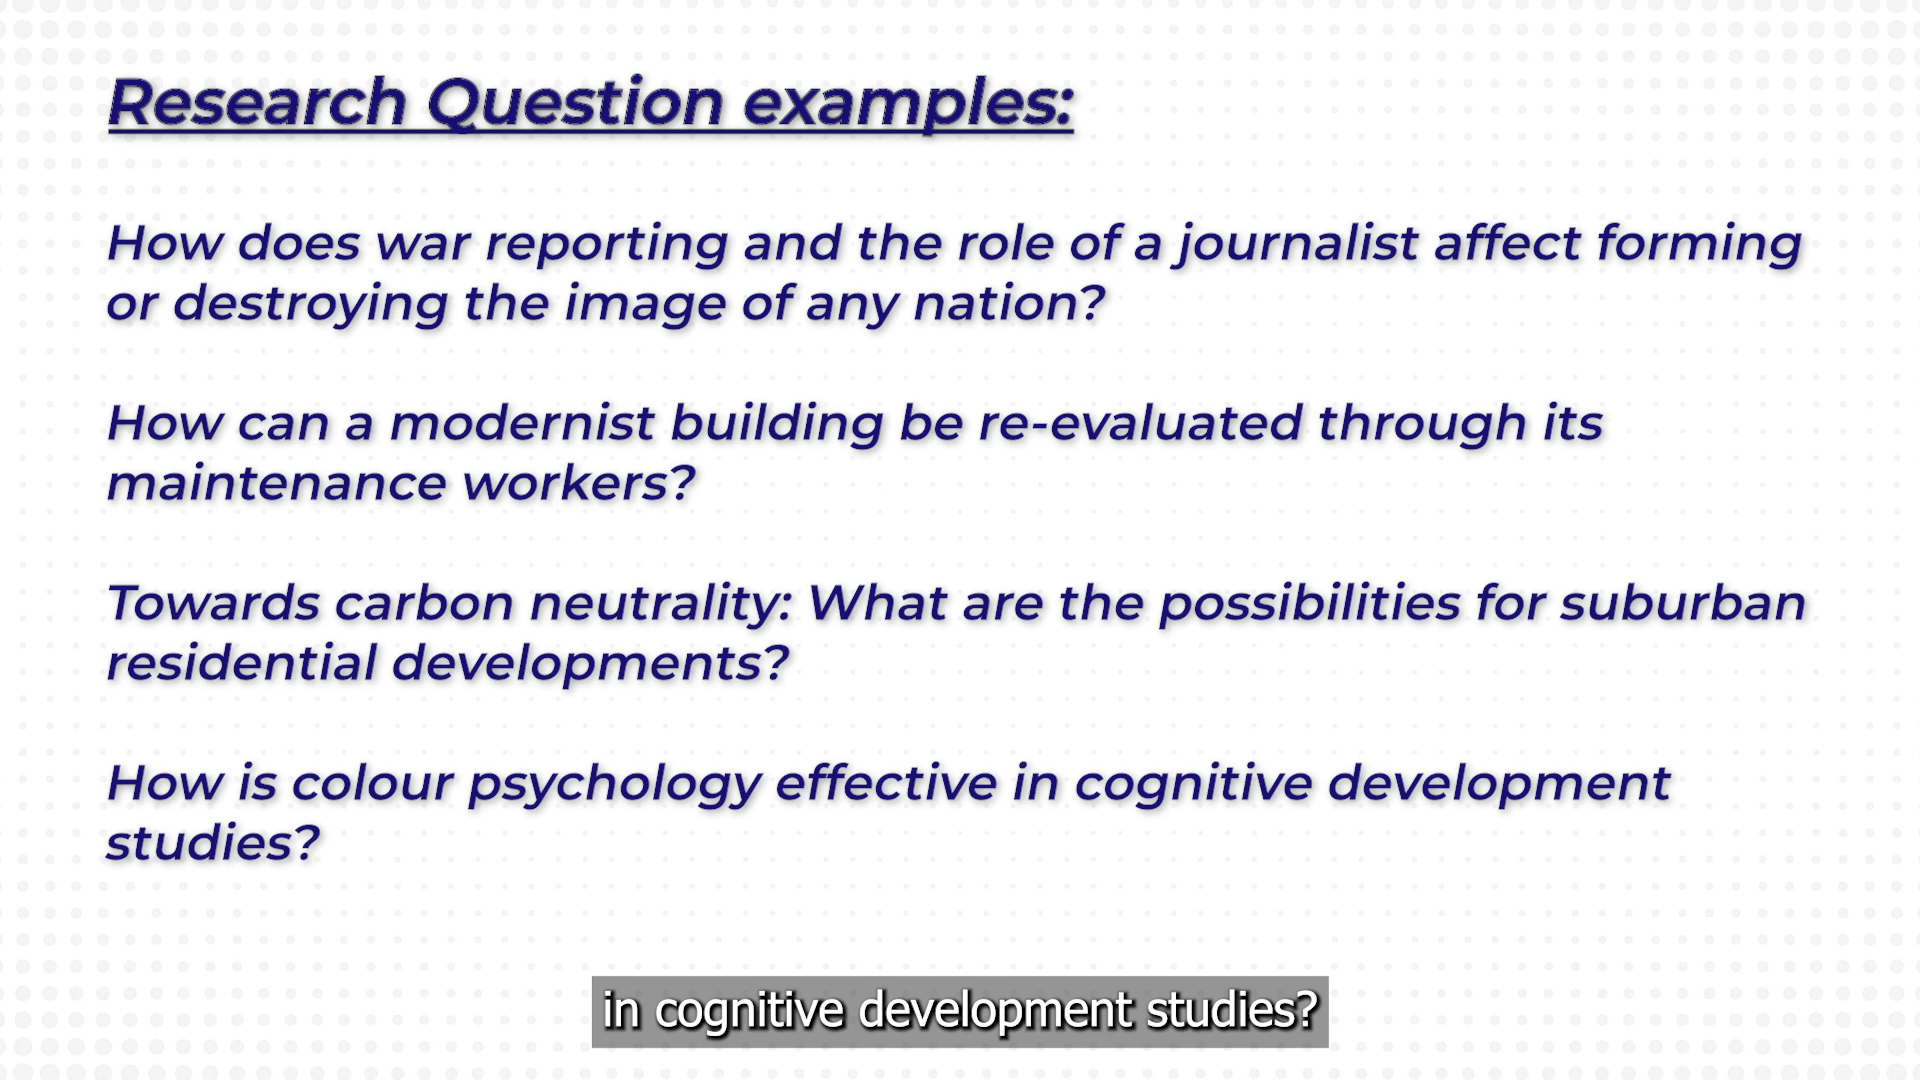 Research Question examples:
How does war reporting and the role of a journalist affect forming
or destroying the image of any nation?
How can a modernist building be re-evaluated through its
maintenance workers?
Towards carbon neutrality: What are the possibilities for suburban
residential developments?
How is colour psychology effective in cognitive development
studies?
in cognitive development studies?